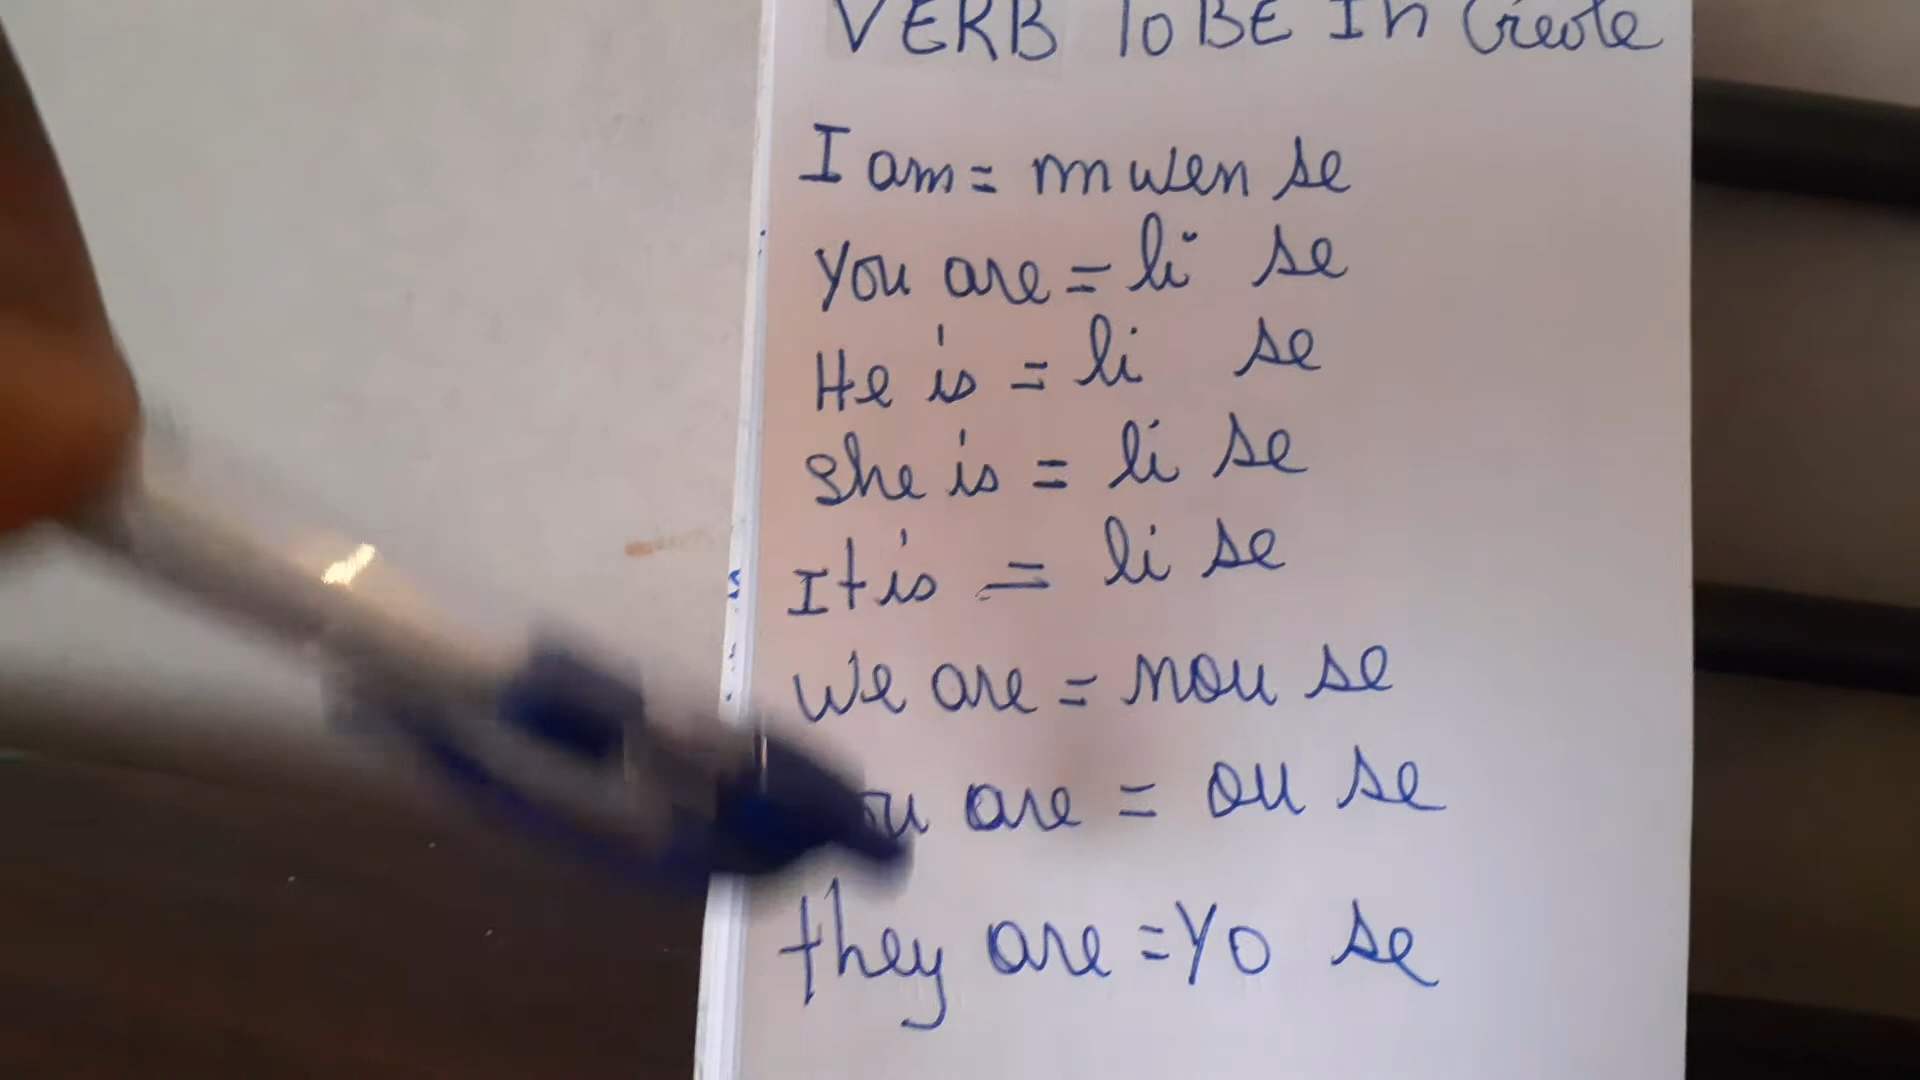 VERB To BE In Creole
I am = mwen se
You are = li se
He is = li se
She is = li se
It is = li se
We are = nou se
are = ou se
they are = Yo se